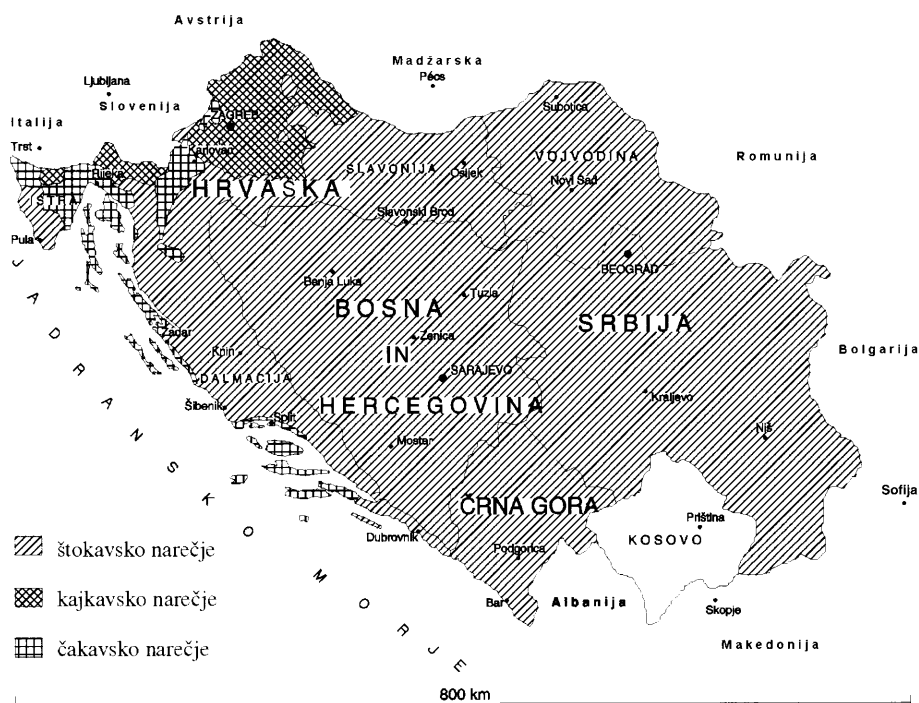 Avstrija
Madžarska
Pécs
Ljubljana
Slovenija
Italija
Trst
ZAGREB
Karlovac
Rijeka
ISTRA
Pula
HRVAŠKA
SLAVONIJA
Osijek
Slavonski Brod
Subotica
VOJVODINA
Novi Sad
Romunija
BEOGRAD
Banja Luka
Tuzla
BOSNA
IN
HERCEGOVINA
Zenica
SARAJEVO
Mostar
SRBIJA
Bolgarija
Zadar
Knin
DALMACIJA
Šibenik
Split
Kraljevo
Niš
Sofija
ČRNA GORA
Dubrovnik
Podgorica
Bar
Albanija
Priština
KOSOVO
Skopje
Makedonija
JADRANSKO MORJE
štokavsko narečje
kajkavsko narečje
čakavsko narečje
800 km